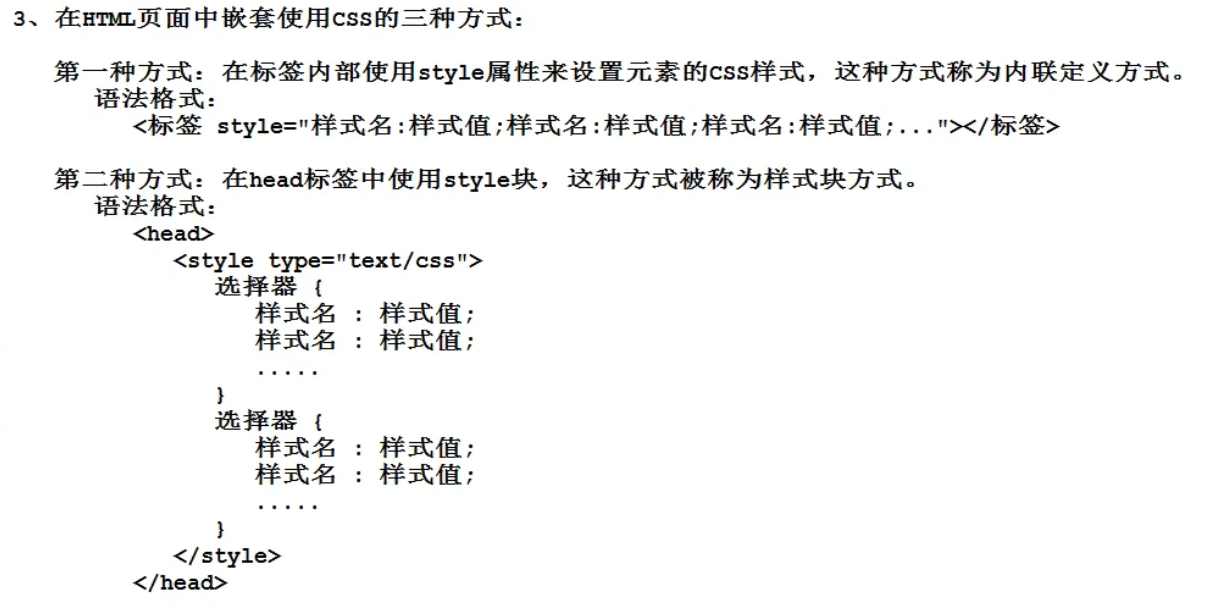 3、在HTML页面中嵌套使用CSS的三种方式：
第一种方式：在标签内部使用style属性来设置元素的CSS样式，这种方式称为内联定义方式。
语法格式：
<标签 style="样式名:样式值;样式名:样式值;样式名:样式值;..."></标签>
第二种方式：在head标签中使用style块，这种方式被称为样式块方式。
语法格式：
<head>
<style type="text/css">
选择器 {
样式名 : 样式值;
样式名 : 样式值;
.....
}
选择器 {
样式名 : 样式值;
样式名 : 样式值;
.....
}
</style>
</head>